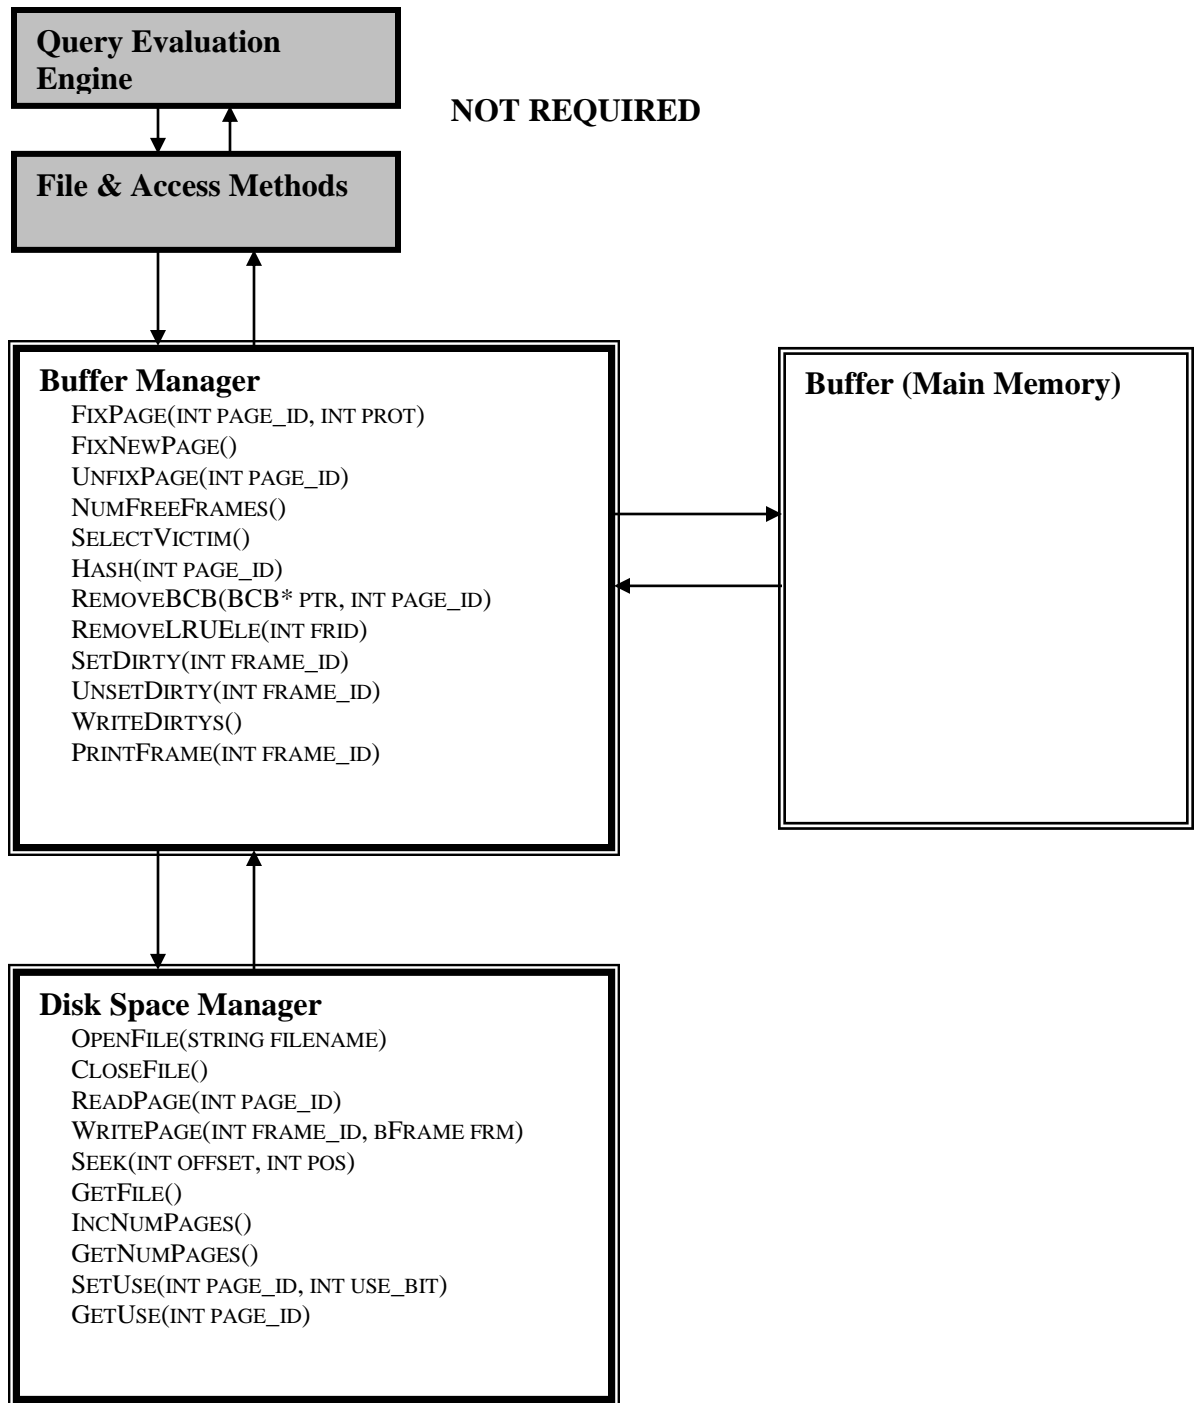 Query Evaluation
Engine
NOT REQUIRED
File & Access Methods
Buffer Manager
FIXPAGE(INT PAGE_ID, INT PROT)
FIXNEWPAGE()
UNFIXPAGE(INT PAGE_ID)
NUMFREEFRAMES()
SELECTVICTIM()
HASH(INT PAGE_ID)
REMOVEBCB(BCB* PTR, INT PAGE_ID)
REMOVELRUELE(INT FRID)
SETDIRTY(INT FRAME_ID)
UNSETDIRTY(INT FRAME_ID)
WRITEDIRTYS()
PRINTFRAME(INT FRAME_ID)
Buffer (Main Memory)
Disk Space Manager
OPENFILE(STRING FILENAME)
CLOSEFILE()
READPAGE(INT PAGE_ID)
WRITEPAGE(INT FRAME_ID, BFRAME FRM)
SEEK(INT OFFSET, INT POS)
GETFILE()
INCNUMPAGES()
GETNUMPAGES()
SETUSE(INT PAGE_ID, INT USE_BIT)
GETUSE(INT PAGE_ID)